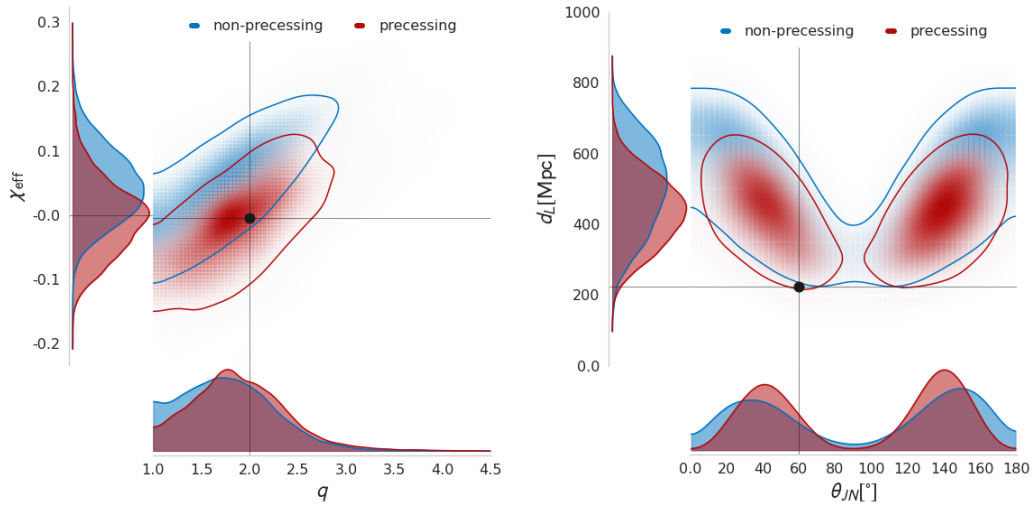 non-precessing precessing
0.3
0.2
0.1
-0.0
-0.1
-0.2
χeff
1.0 1.5 2.0 2.5 3.0 3.5 4.0 4.5
q
non-precessing precessing
1000
800
600
400
200
0.0
dL[Mpc]
0.0 20 40 60 80 100 120 140 160 180
θJN[°]